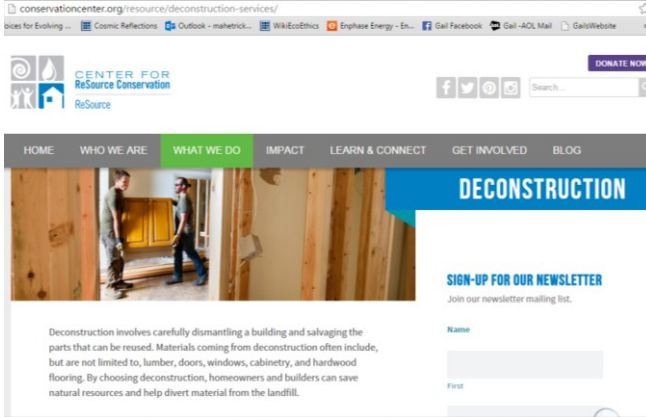 conservationcenter.org/resource/deconstruction-services/
oices for Evolving ... Cosmic Reflections Outlook - mahetrick... WikiEcoEthics Enphase Energy - En... Gail Facebook Gail -AOL Mail GailsWebsite
DONATE NOW
CENTER FOR
ReSource Conservation
ReSource
Search...
HOME WHO WE ARE WHAT WE DO IMPACT LEARN & CONNECT GET INVOLVED BLOG
DECONSTRUCTION
SIGN-UP FOR OUR NEWSLETTER
Join our newsletter mailing list.
Name
First
Deconstruction involves carefully dismantling a building and salvaging the
parts that can be reused. Materials coming from deconstruction often include,
but are not limited to, lumber, doors, windows, cabinetry, and hardwood
flooring. By choosing deconstruction, homeowners and builders can save
natural resources and help divert material from the landfill.